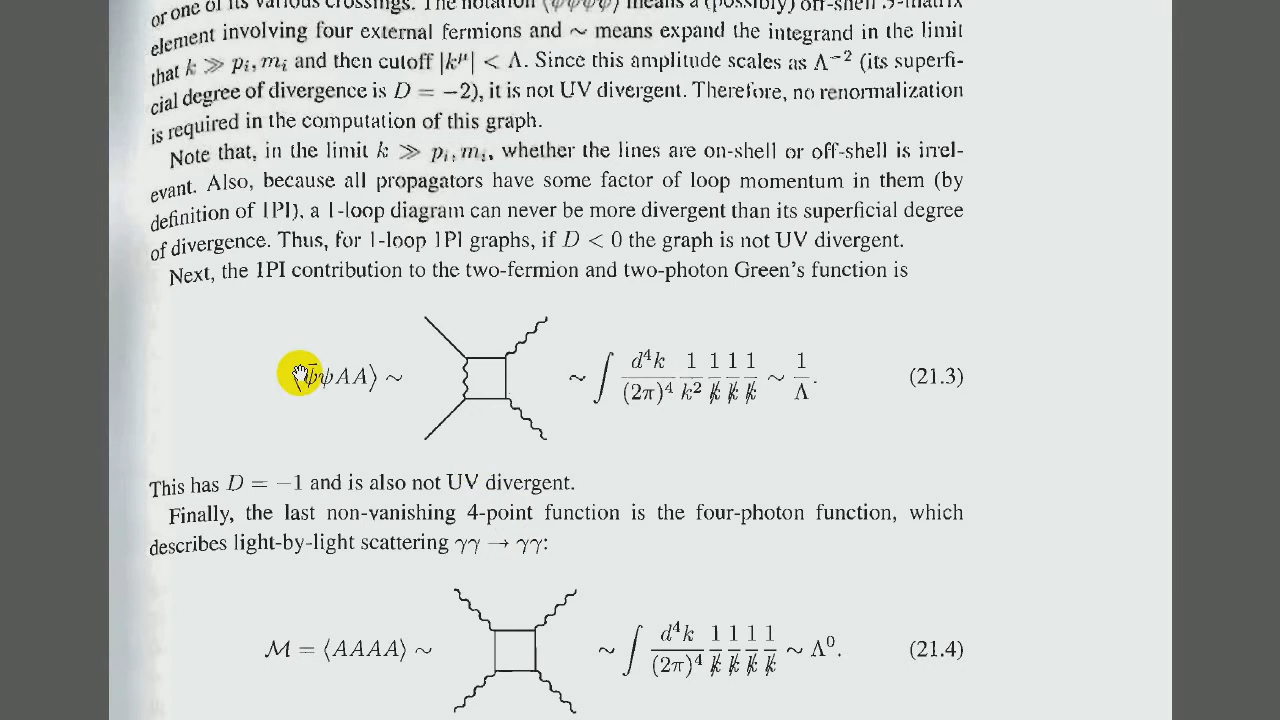 or one of its various crossings. The notation ⟨ψ̄ψψ̄ψ⟩ means a (possibly) off-shell S-matrix
element involving four external fermions and ∼ means expand the integrand in the limit
that k ≫ pᵢ, mᵢ and then cutoff |k^μ| < Λ. Since this amplitude scales as Λ⁻² (its superfi-
cial degree of divergence is D = −2), it is not UV divergent. Therefore, no renormalization
is required in the computation of this graph.
Note that, in the limit k ≫ pᵢ, mᵢ, whether the lines are on-shell or off-shell is irrel-
evant. Also, because all propagators have some factor of loop momentum in them (by
definition of 1PI), a 1-loop diagram can never be more divergent than its superficial degree
of divergence. Thus, for 1-loop 1PI graphs, if D < 0 the graph is not UV divergent.
Next, the 1PI contribution to the two-fermion and two-photon Green's function is
⟨ψ̄ψAA⟩ ∼ ∼ ∫ d⁴k/(2π)⁴ 1/k² 1/k̸ 1/k̸ 1/k̸ ∼ 1/Λ. (21.3)
This has D = −1 and is also not UV divergent.
Finally, the last non-vanishing 4-point function is the four-photon function, which
describes light-by-light scattering γγ → γγ:
ℳ = ⟨AAAA⟩ ∼ ∼ ∫ d⁴k/(2π)⁴ 1/k̸ 1/k̸ 1/k̸ 1/k̸ ∼ Λ⁰. (21.4)